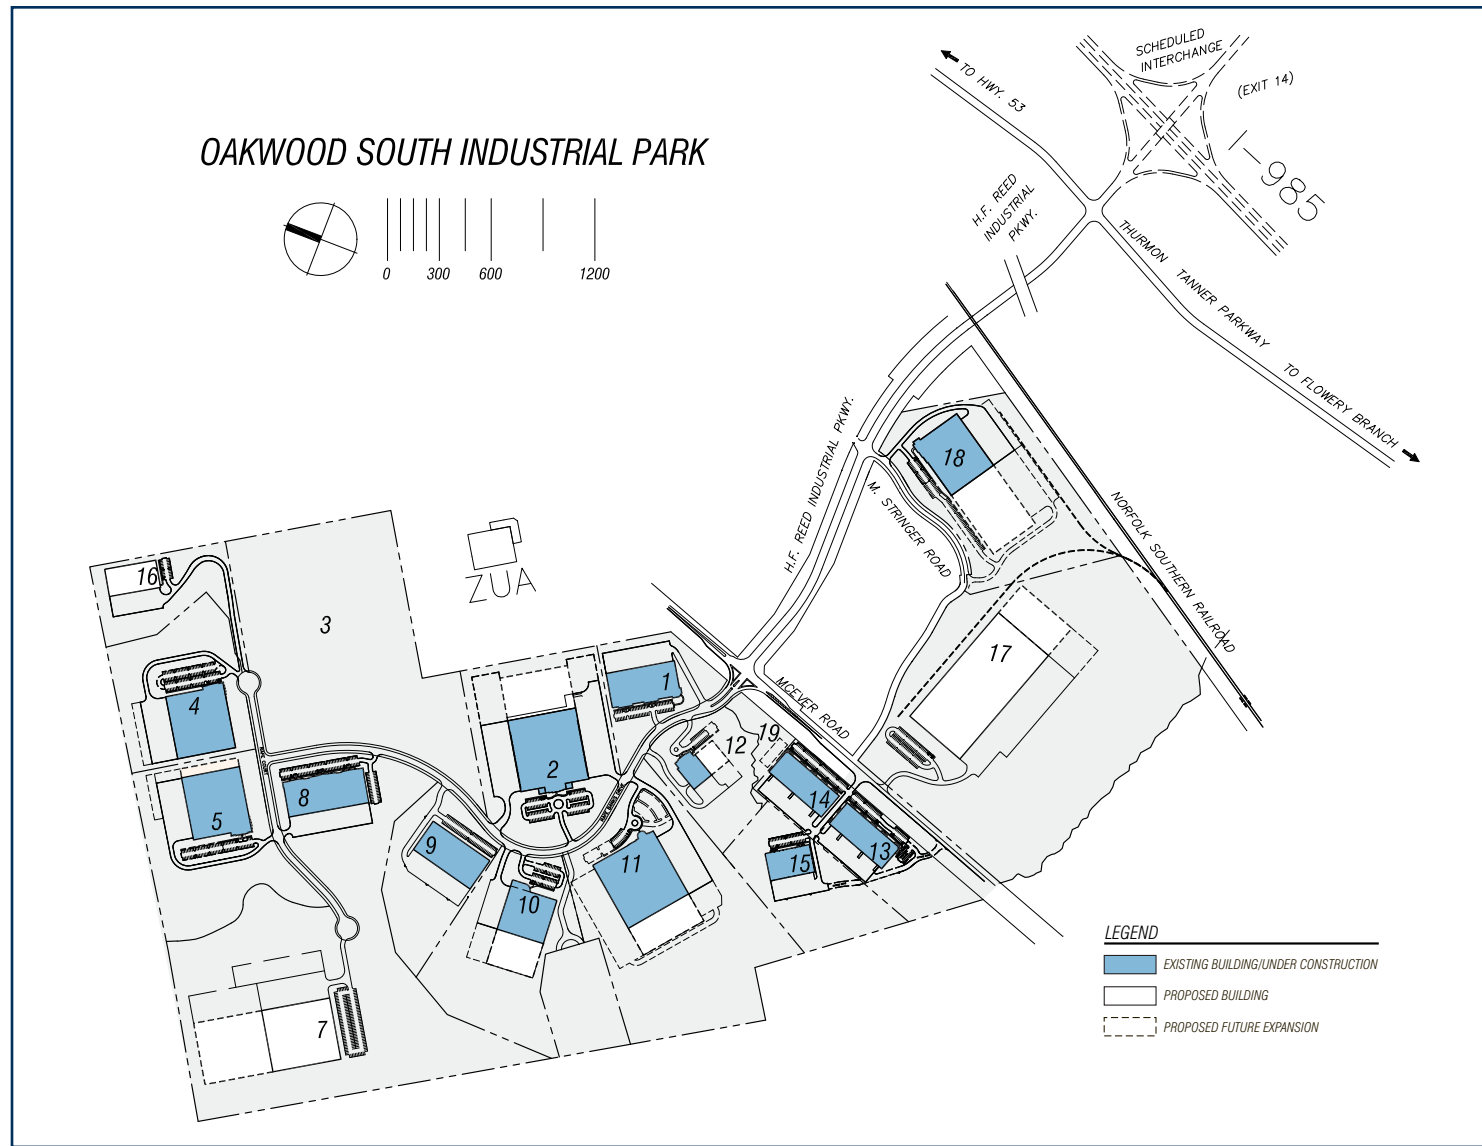 SCHEDULED
INTERCHANGE
(EXIT 14)
TO HWY. 53
I-985
OAKWOOD SOUTH INDUSTRIAL PARK
0 300 600 1200
H.F. REED
INDUSTRIAL
PKWY.
THURMON TANNER PARKWAY
TO FLOWERY BRANCH
H.F. REED INDUSTRIAL PKWY.
M. STRINGER ROAD
NORFOLK SOUTHERN RAILROAD
MCEVER ROAD
ZUA
18
16
3
17
1
4
19
12
2
14
8
5
9
13
11
15
10
7
LEGEND
EXISTING BUILDING/UNDER CONSTRUCTION
PROPOSED BUILDING
PROPOSED FUTURE EXPANSION